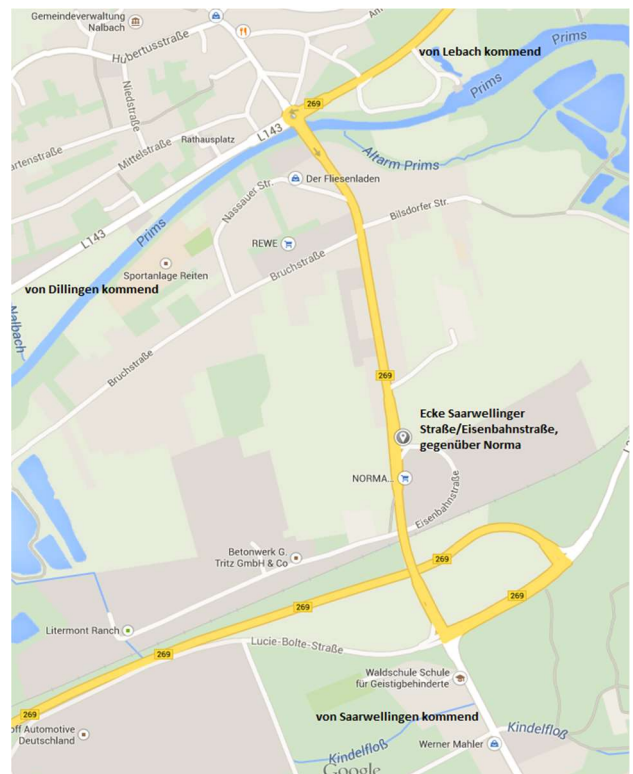 Gemeindeverwaltung
Nalbach
Hubertusstraße
von Lebach kommend
Prims
269
Niedstraße
L143
Prims
Rathausplatz
Mittelstraße
Altarm Prims
Der Fliesenladen
Nassauer Str.
Bilsdorfer Str.
Prims
REWE
L143
Bruchstraße
Sportanlage Reiten
von Dillingen kommend
Nalbach
Bruchstraße
269
Ecke Saarwellinger
Straße/Eisenbahnstraße,
gegenüber Norma
NORMA...
Eisenbahnstraße
Betonwerk G.
Tritz GmbH & Co
269
269
269
Litermont Ranch
Lucie-Bolte-Straße
269
Waldschule Schule
für Geistigbehinderte
269
von Saarwellingen kommend
Automotive
Deutschland
Kindelfloß
Kindelfloß
Werner Mahler
Google